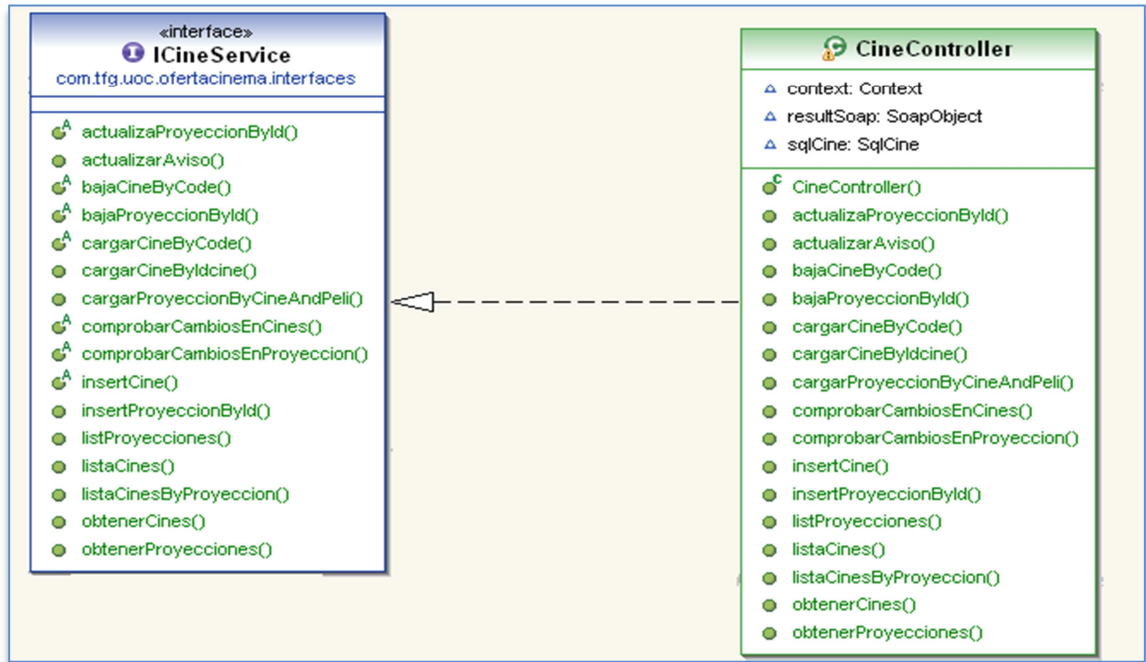 «interface»
ICineService
com.tfg.uoc.ofertacinema.interfaces
actualizaProyeccionById()
actualizarAviso()
bajaCineByCode()
bajaProyeccionById()
cargarCineByCode()
cargarCineByIdcine()
cargarProyeccionByCineAndPeli()
comprobarCambiosEnCines()
comprobarCambiosEnProyeccion()
insertCine()
insertProyeccionById()
listProyecciones()
listaCines()
listaCinesByProyeccion()
obtenerCines()
obtenerProyecciones()
CineController
context: Context
resultSoap: SoapObject
sqlCine: SqlCine
CineController()
actualizaProyeccionById()
actualizarAviso()
bajaCineByCode()
bajaProyeccionById()
cargarCineByCode()
cargarCineByIdcine()
cargarProyeccionByCineAndPeli()
comprobarCambiosEnCines()
comprobarCambiosEnProyeccion()
insertCine()
insertProyeccionById()
listProyecciones()
listaCines()
listaCinesByProyeccion()
obtenerCines()
obtenerProyecciones()